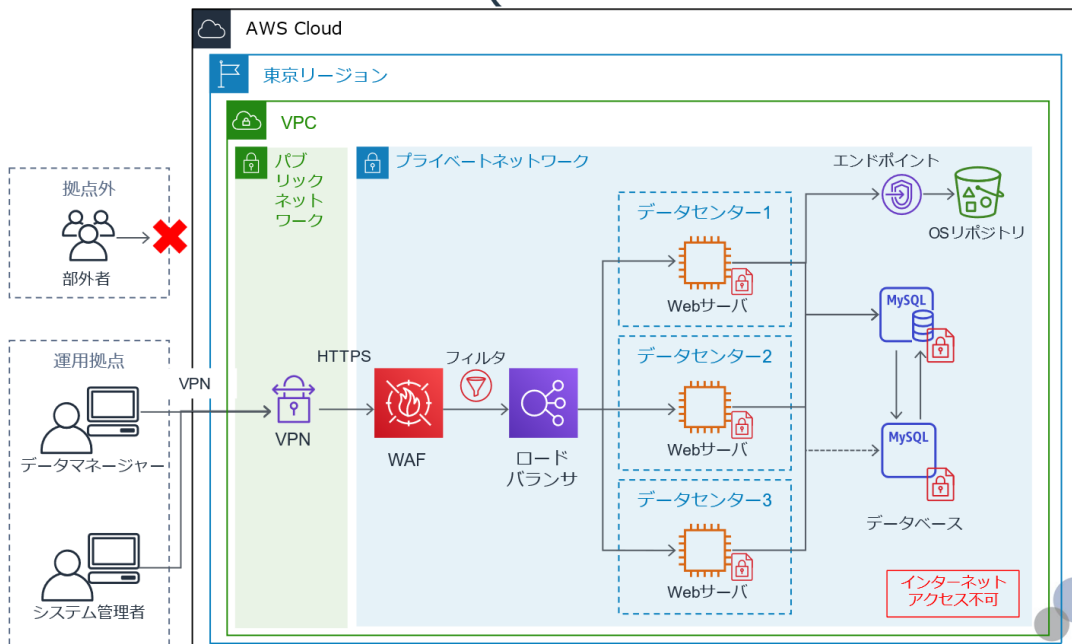 AWS Cloud
東京リージョン
VPC
パブ
リック
ネット
ワーク
プライベートネットワーク
エンドポイント
OSリポジトリ
拠点外
部外者
運用拠点
データマネージャー
システム管理者
VPN
VPN
HTTPS
WAF
フィルタ
ロード
バランサ
データセンター1
Webサーバ
データセンター2
Webサーバ
データセンター3
Webサーバ
MySQL
MySQL
データベース
インターネット
アクセス不可